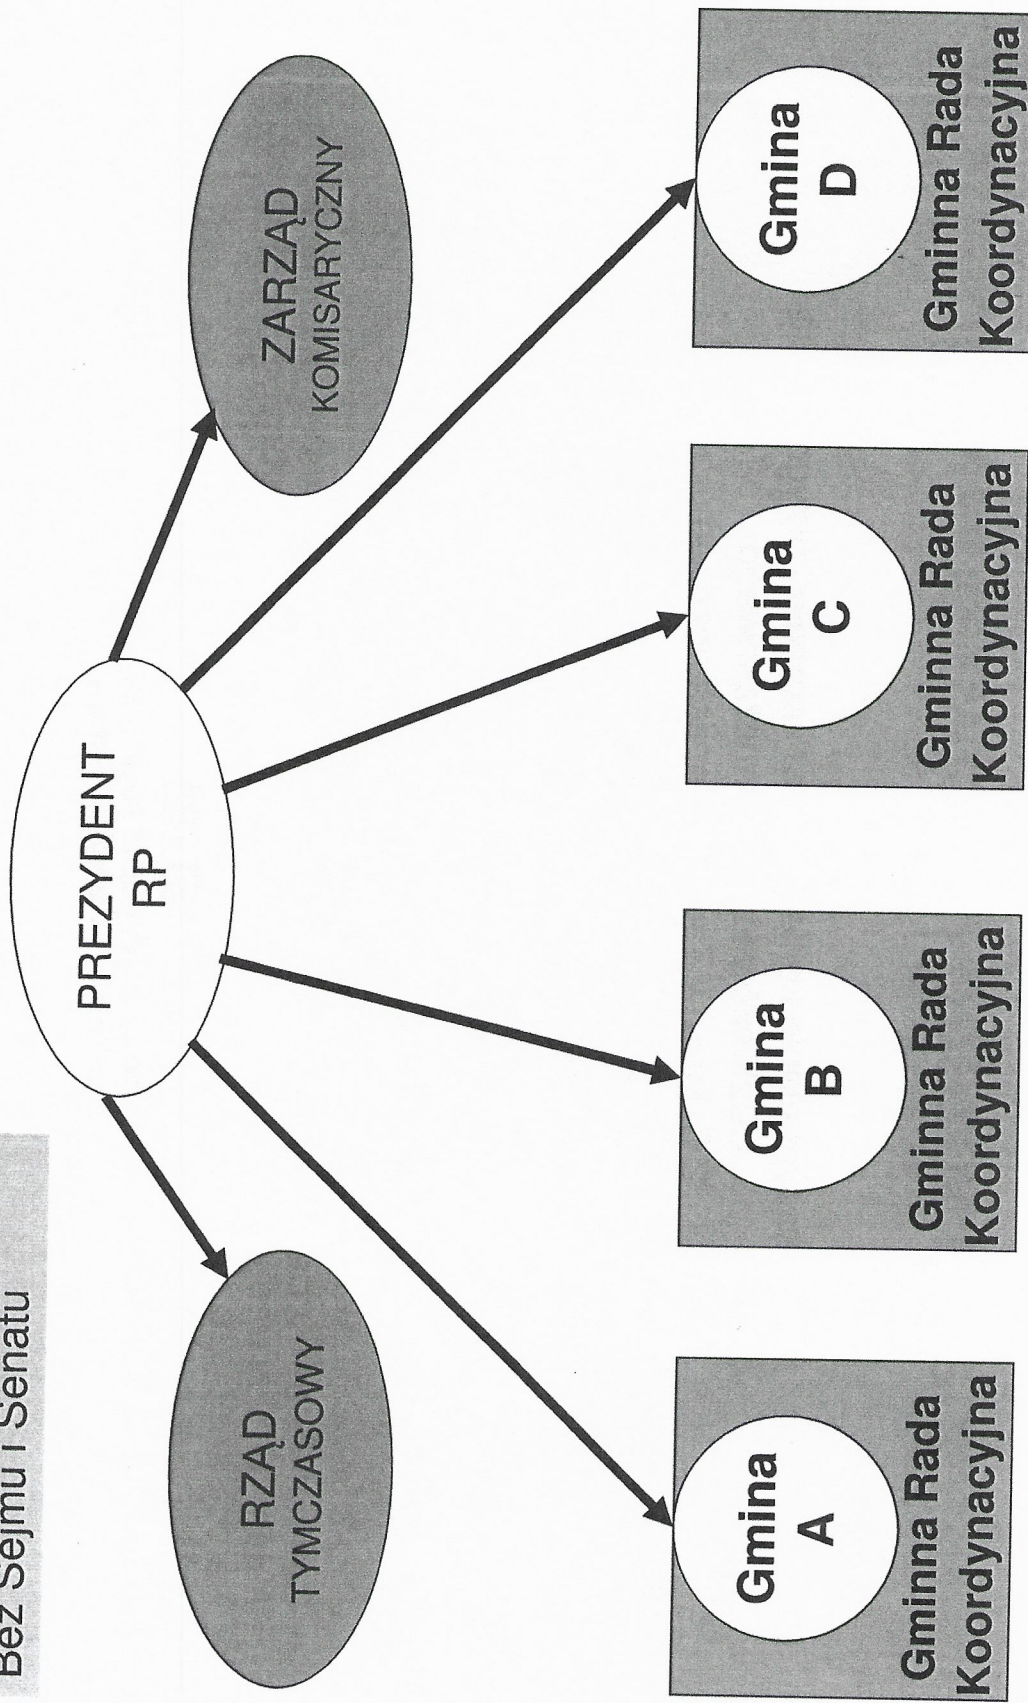 Bez Sejmu i Senatu
PREZYDENT
RP
RZĄD
TYMCZASOWY
ZARZĄD
KOMISARYCZNY
Gmina
A
Gminna Rada
Koordynacyjna
Gmina
B
Gminna Rada
Koordynacyjna
Gmina
C
Gminna Rada
Koordynacyjna
Gmina
D
Gminna Rada
Koordynacyjna